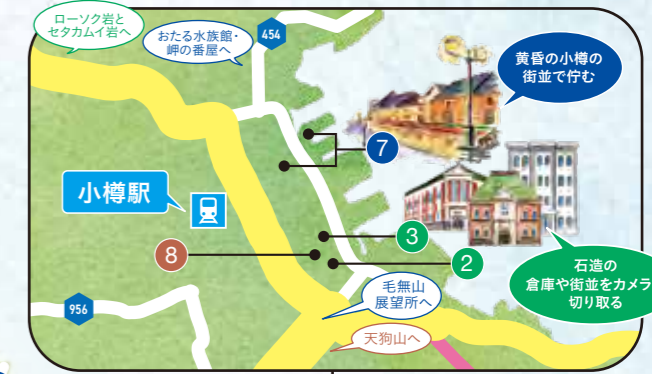 ローソク岩と
セタカムイ岩へ
おたる水族館・
岬の番屋へ
454
黄昏の小樽の
街並で佇む
7
小樽駅
3
8
2
石造の
倉庫や街並をカメラ
切り取る
毛無山
展望所へ
956
天狗山へ